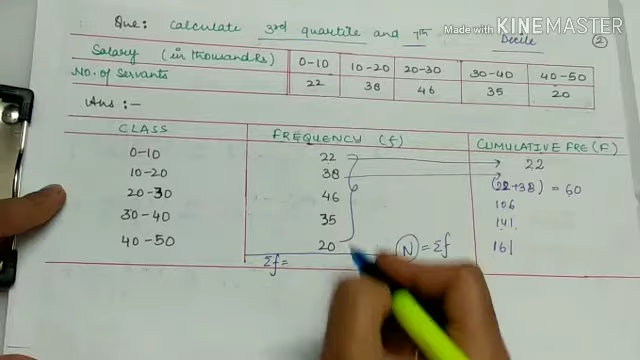 Made with KINEMASTER
Que: Calculate 3rd quartile and 7th Decile
2
Salary (in thousand Rs) 0-10 10-20 20-30 30-40 40-50
No. of Servants 22 38 46 35 20
Ans :-
CLASS FREQUENCY (f) CUMULATIVE FRE (F)
0-10 22 22
10-20 38 (22+38) = 60
20-30 46 106
30-40 35 141
40-50 20 N = Σf 161
Σf =